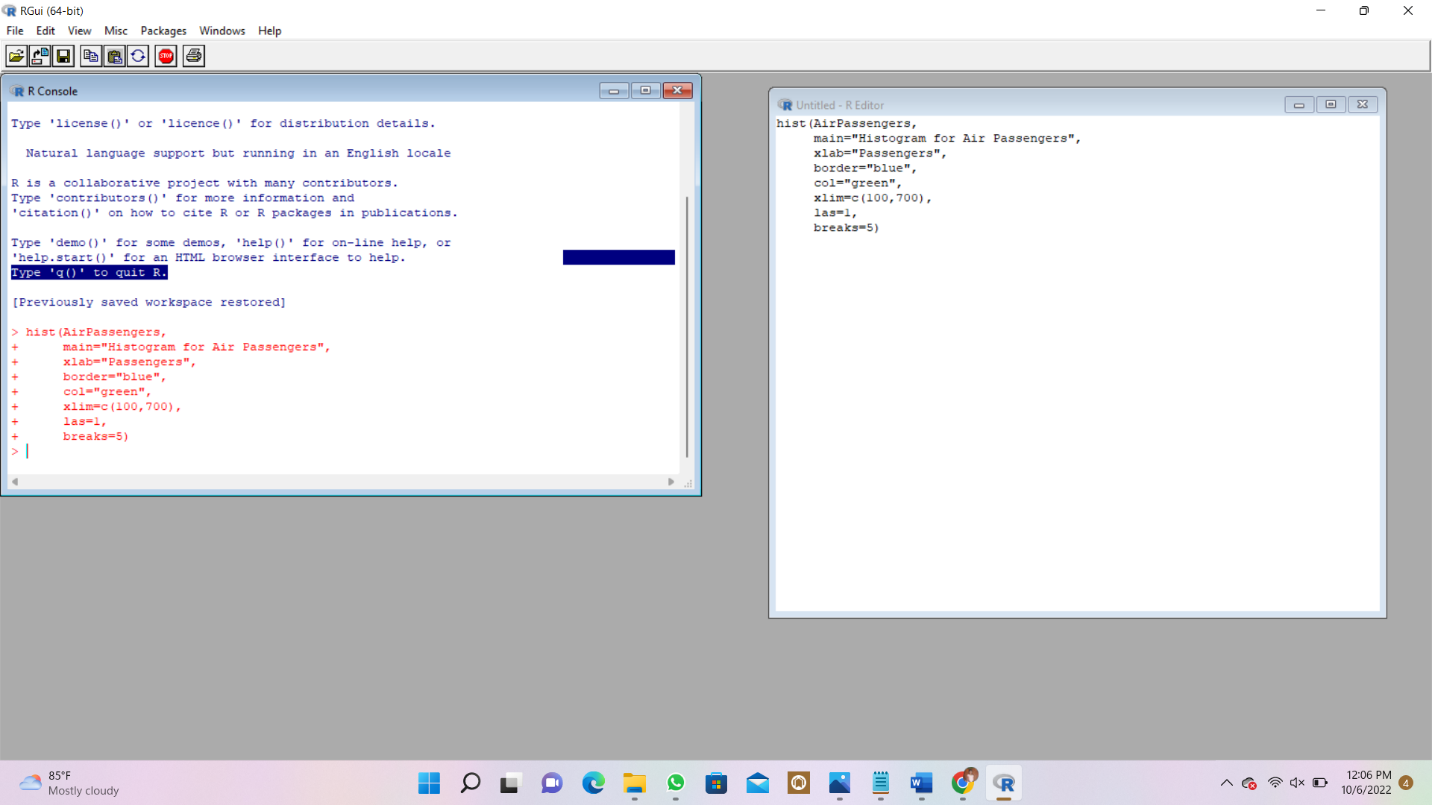 RGui (64-bit)
File Edit View Misc Packages Windows Help
STOP
R Console
Type 'license()' or 'licence()' for distribution details.
Natural language support but running in an English locale
R is a collaborative project with many contributors.
Type 'contributors()' for more information and
'citation()' on how to cite R or R packages in publications.
Type 'demo()' for some demos, 'help()' for on-line help, or
'help.start()' for an HTML browser interface to help.
Type 'q()' to quit R.
[Previously saved workspace restored]
> hist(AirPassengers,
+ main="Histogram for Air Passengers",
+ xlab="Passengers",
+ border="blue",
+ col="green",
+ xlim=c(100,700),
+ las=1,
+ breaks=5)
>
Untitled - R Editor
hist(AirPassengers,
main="Histogram for Air Passengers",
xlab="Passengers",
border="blue",
col="green",
xlim=c(100,700),
las=1,
breaks=5)
85°F
Mostly cloudy
12:06 PM
10/6/2022
4